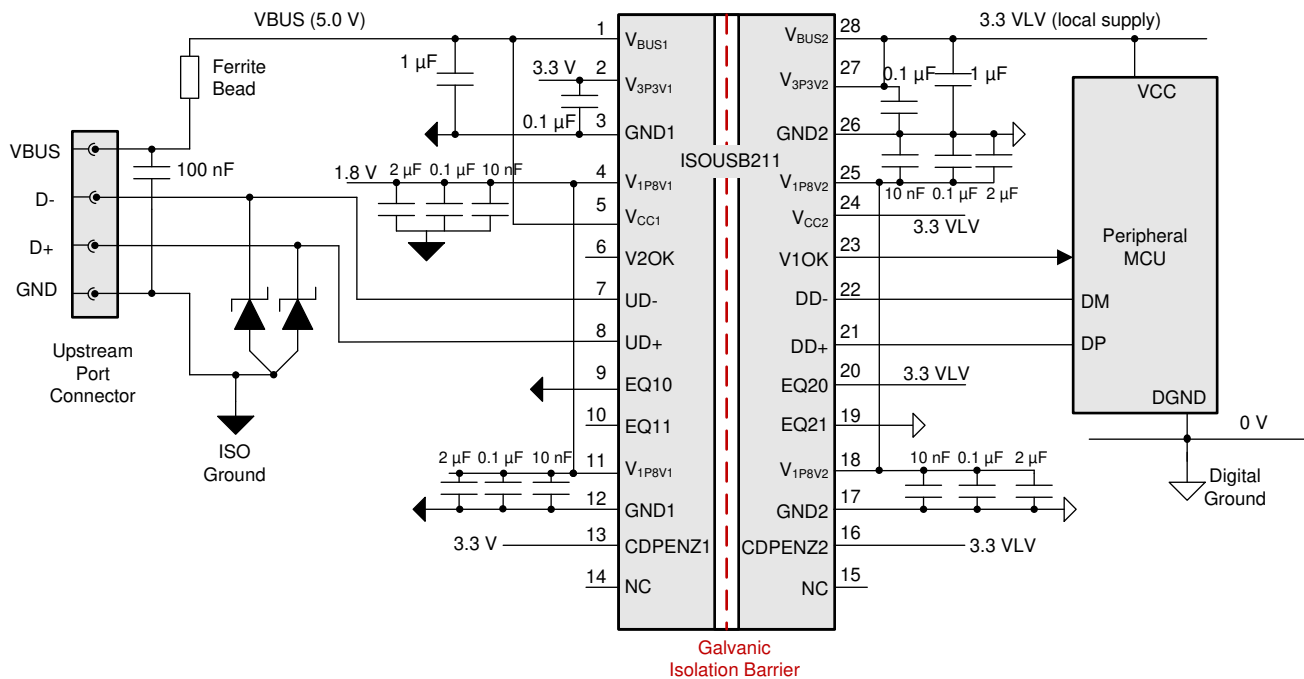 VBUS (5.0 V)
3.3 VLV (local supply)
Ferrite
Bead
VBUS
D-
D+
GND
100 nF
Upstream
Port
Connector
ISO
Ground
1 µF
3.3 V
0.1 µF
1.8 V
2 µF
0.1 µF
10 nF
2 µF
0.1 µF
10 nF
3.3 V
1
2
3
4
5
6
7
8
9
10
11
12
13
14
VBUS1
V3P3V1
GND1
V1P8V1
VCC1
V2OK
UD-
UD+
EQ10
EQ11
V1P8V1
GND1
CDPENZ1
NC
ISOUSB211
VBUS2
V3P3V2
GND2
V1P8V2
VCC2
V1OK
DD-
DD+
EQ20
EQ21
V1P8V2
GND2
CDPENZ2
NC
28
27
26
25
24
23
22
21
20
19
18
17
16
15
0.1 µF
1 µF
10 nF
0.1 µF
2 µF
3.3 VLV
3.3 VLV
10 nF
0.1 µF
2 µF
3.3 VLV
VCC
Peripheral
MCU
DM
DP
DGND
0 V
Digital
Ground
Galvanic
Isolation Barrier